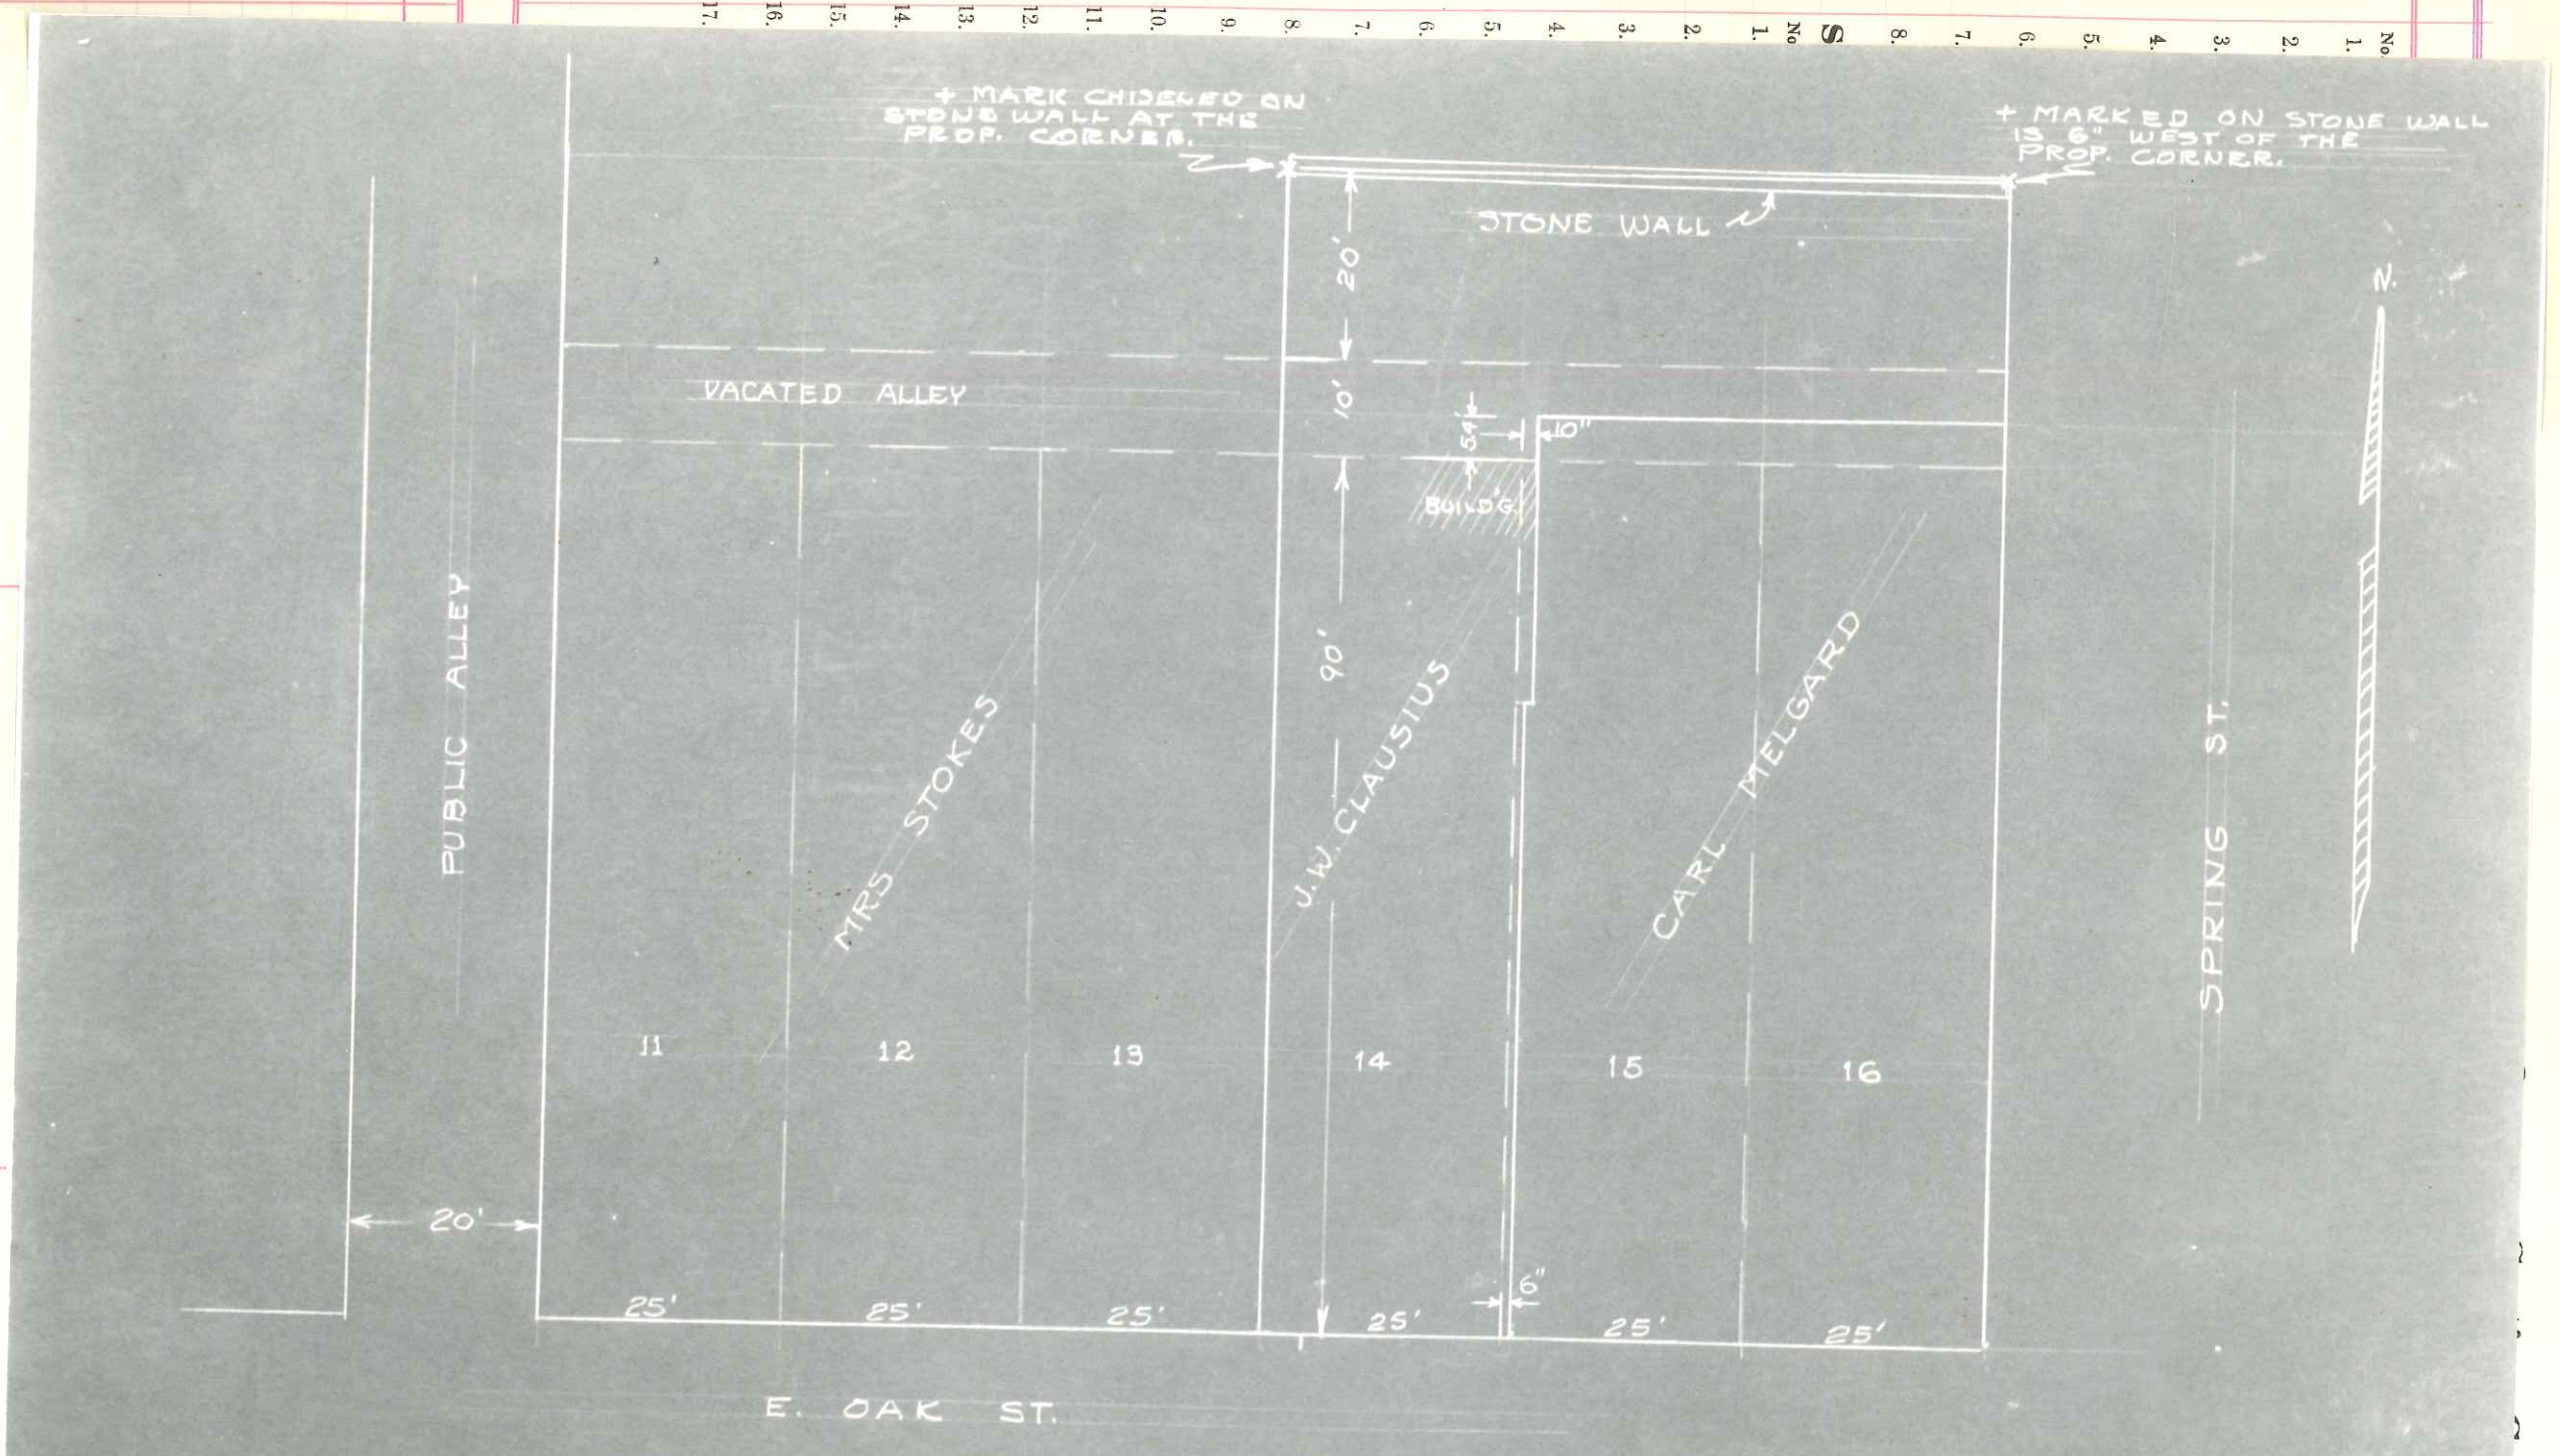 17. 16. 15. 14. 13. 12. 11. 10. 9. 8. 7. 6. 5. 4. 3. 2. 1. No S 8. 7. 6. 5. 4. 3. 2. 1. No.
+ MARK CHISELED ON
STONE WALL AT THE
PROP. CORNER.
+ MARKED ON STONE WALL
IS 6" WEST OF THE
PROP. CORNER.
STONE WALL
20'
N.
VACATED ALLEY
10'
10"
BUILD'G.
90'
PUBLIC ALLEY
MRS STOKES
J.W. CLAUSIUS
CARL MELGARD
SPRING ST.
11
12
13
14
15
16
20'
6"
25'
25'
25'
25'
25'
25'
E. OAK ST.